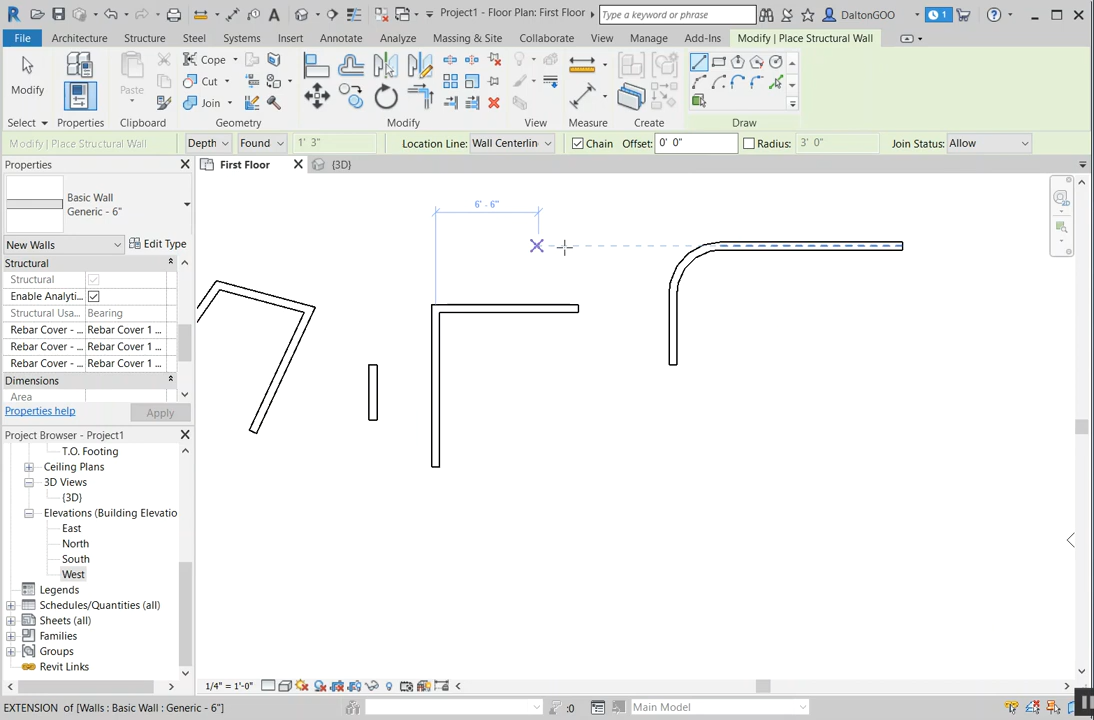 Project1 - Floor Plan: First Floor
Type a keyword or phrase
DaltonGOO
1
File
Architecture
Structure
Steel
Systems
Insert
Annotate
Analyze
Massing & Site
Collaborate
View
Manage
Add-Ins
Modify | Place Structural Wall
Modify
Paste
Cope
Cut
Join
Select
Properties
Clipboard
Geometry
Modify
View
Measure
Create
Draw
Modify | Place Structural Wall
Depth
Found
1' 3"
Location Line:
Wall Centerlin
Chain
Offset:
0' 0"
Radius:
3' 0"
Join Status:
Allow
Properties
First Floor
{3D}
Basic Wall
Generic - 6"
New Walls
Edit Type
Structural
Structural
Enable Analyti...
Structural Usa...
Bearing
Rebar Cover - ...
Rebar Cover 1 ...
Rebar Cover - ...
Rebar Cover 1 ...
Rebar Cover - ...
Rebar Cover 1 ...
Dimensions
Area
Properties help
Apply
6' - 6"
Project Browser - Project1
T.O. Footing
Ceiling Plans
3D Views
{3D}
Elevations (Building Elevatio
East
North
South
West
Legends
Schedules/Quantities (all)
Sheets (all)
Families
Groups
Revit Links
1/4" = 1'-0"
EXTENSION of [Walls : Basic Wall : Generic - 6"]
:0
Main Model